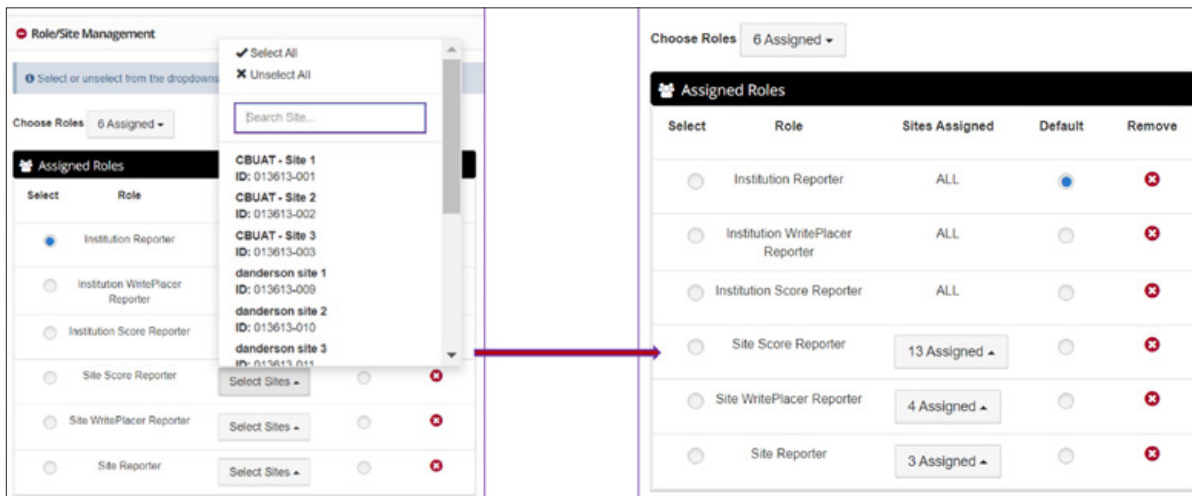 Role/Site Management
Select or unselect from the dropdowns
Choose Roles 6 Assigned
Assigned Roles
Select Role
Institution Reporter
Institution WritePlacer
Reporter
Institution Score Reporter
Site Score Reporter Select Sites
Site WritePlacer Reporter Select Sites
Site Reporter Select Sites
Select All
Unselect All
Search Site...
CBUAT - Site 1
ID: 013613-001
CBUAT - Site 2
ID: 013613-002
CBUAT - Site 3
ID: 013613-003
danderson site 1
ID: 013613-009
danderson site 2
ID: 013613-010
danderson site 3
ID: 013613-011
Choose Roles 6 Assigned
Assigned Roles
Select Role Sites Assigned Default Remove
Institution Reporter ALL
Institution WritePlacer ALL
Reporter
Institution Score Reporter ALL
Site Score Reporter 13 Assigned
Site WritePlacer Reporter 4 Assigned
Site Reporter 3 Assigned